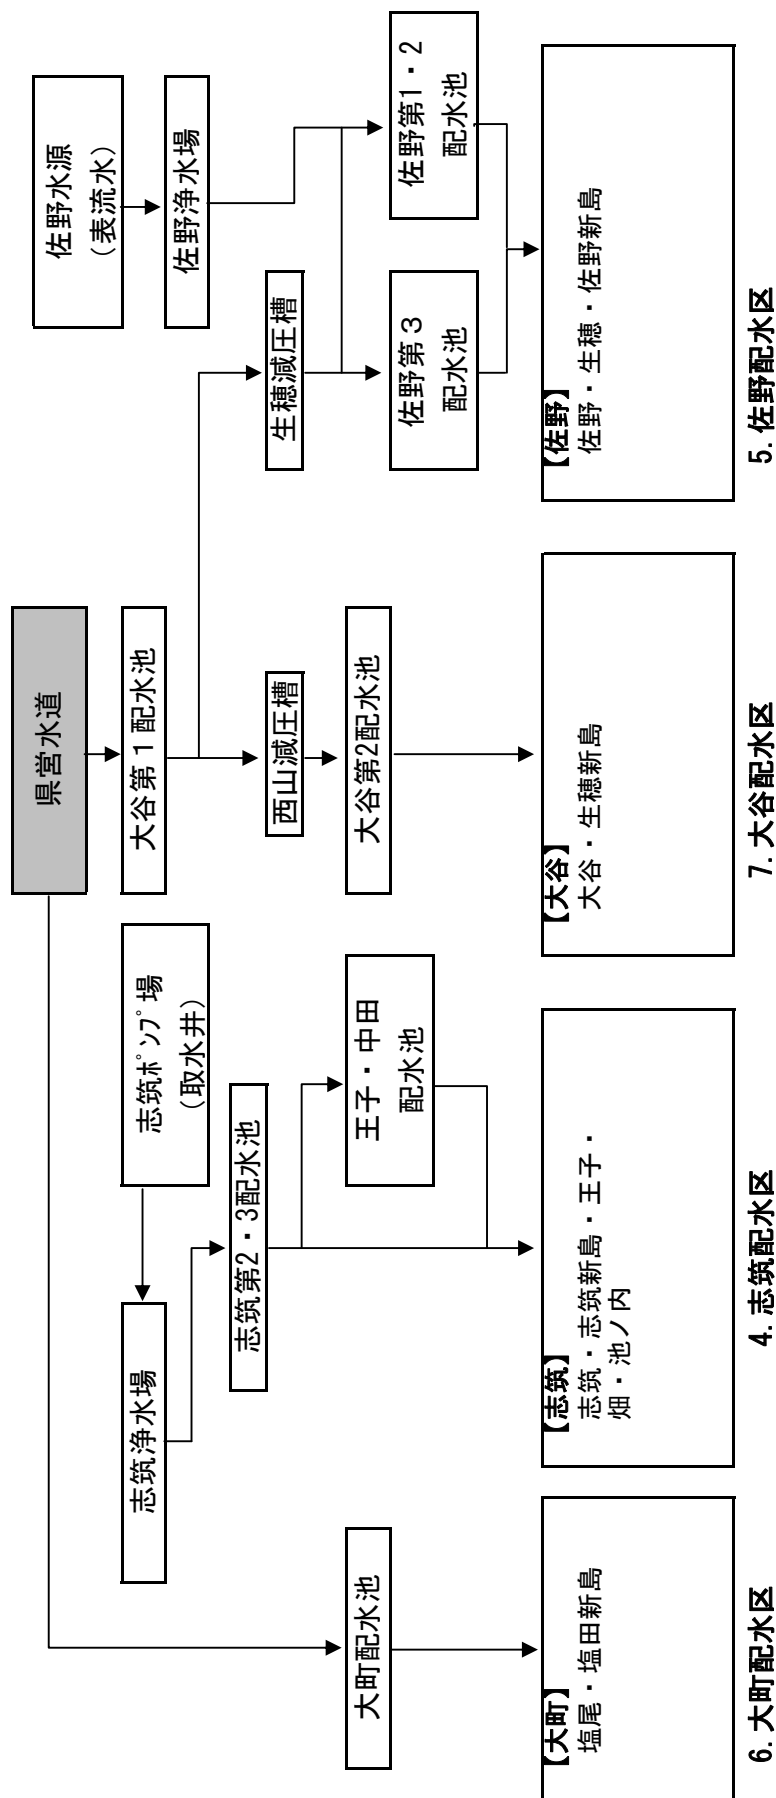 県営水道
佐野水源
（表流水）
大谷第１配水池
志筑ﾎﾟﾝﾌﾟ場
（取水井）
佐野浄水場
志筑浄水場
志筑第2・3配水池
西山減圧槽
生穂減圧槽
大町配水池
王子・中田
配水池
大谷第2配水池
佐野第３
配水池
佐野第1・2
配水池
【大町】
塩尾・塩田新島
【志筑】
志筑・志筑新島・王子・
畑・池ノ内
【大谷】
大谷・生穂新島
【佐野】
佐野・生穂・佐野新島
6. 大町配水区
4. 志筑配水区
7. 大谷配水区
5. 佐野配水区